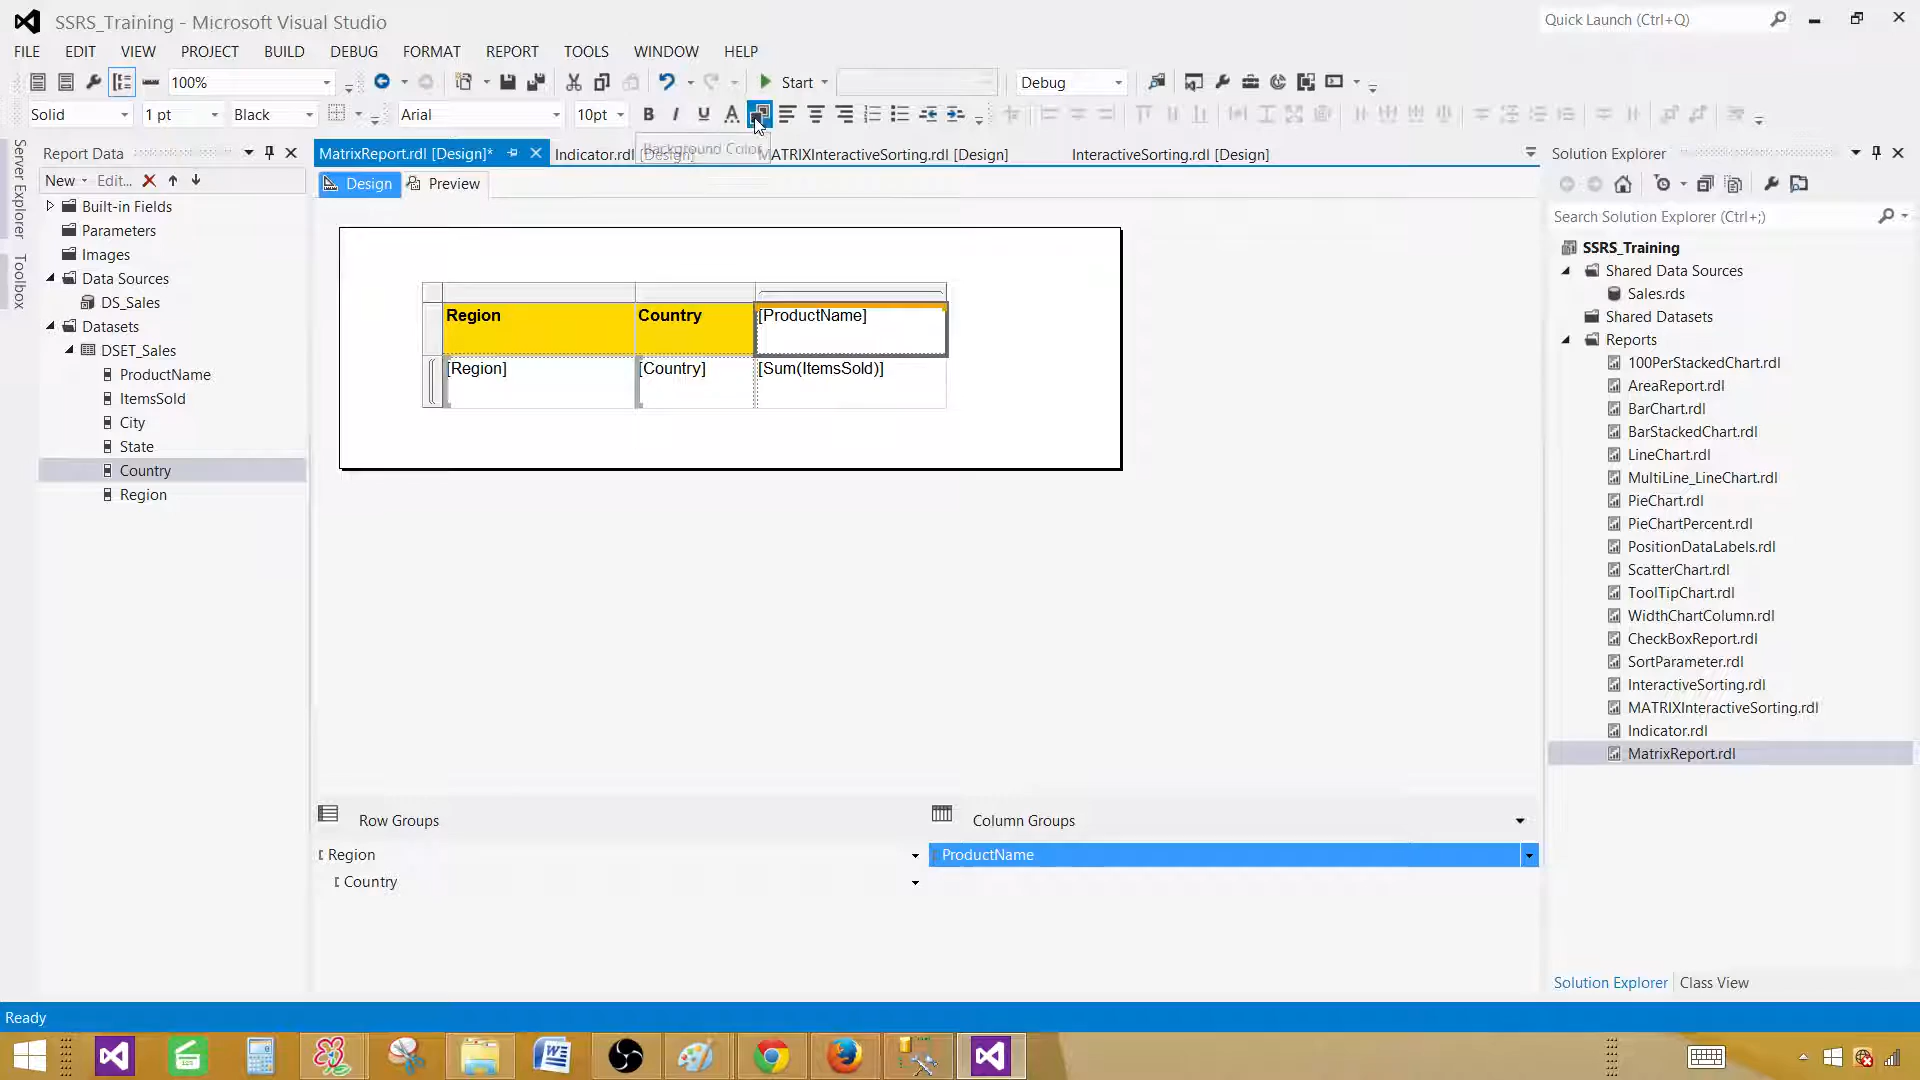 SSRS_Training - Microsoft Visual Studio
Quick Launch (Ctrl+Q)
FILE EDIT VIEW PROJECT BUILD DEBUG FORMAT REPORT TOOLS WINDOW HELP
100% Start Debug
Solid 1 pt Black Arial 10pt B I U A
Server Explorer
Toolbox
Report Data
New Edit...
Built-in Fields
Parameters
Images
Data Sources
DS_Sales
Datasets
DSET_Sales
ProductName
ItemsSold
City
State
Country
Region
MatrixReport.rdl [Design]* Indicator.rdl [Design] MATRIXInteractiveSorting.rdl [Design] InteractiveSorting.rdl [Design]
Background Color
Design Preview
Region Country [ProductName]
[Region] [Country] [Sum(ItemsSold)]
Row Groups
Region
Country
Column Groups
ProductName
Solution Explorer
Search Solution Explorer (Ctrl+;)
SSRS_Training
Shared Data Sources
Sales.rds
Shared Datasets
Reports
100PerStackedChart.rdl
AreaReport.rdl
BarChart.rdl
BarStackedChart.rdl
LineChart.rdl
MultiLine_LineChart.rdl
PieChart.rdl
PieChartPercent.rdl
PositionDataLabels.rdl
ScatterChart.rdl
ToolTipChart.rdl
WidthChartColumn.rdl
CheckBoxReport.rdl
SortParameter.rdl
InteractiveSorting.rdl
MATRIXInteractiveSorting.rdl
Indicator.rdl
MatrixReport.rdl
Solution Explorer Class View
Ready